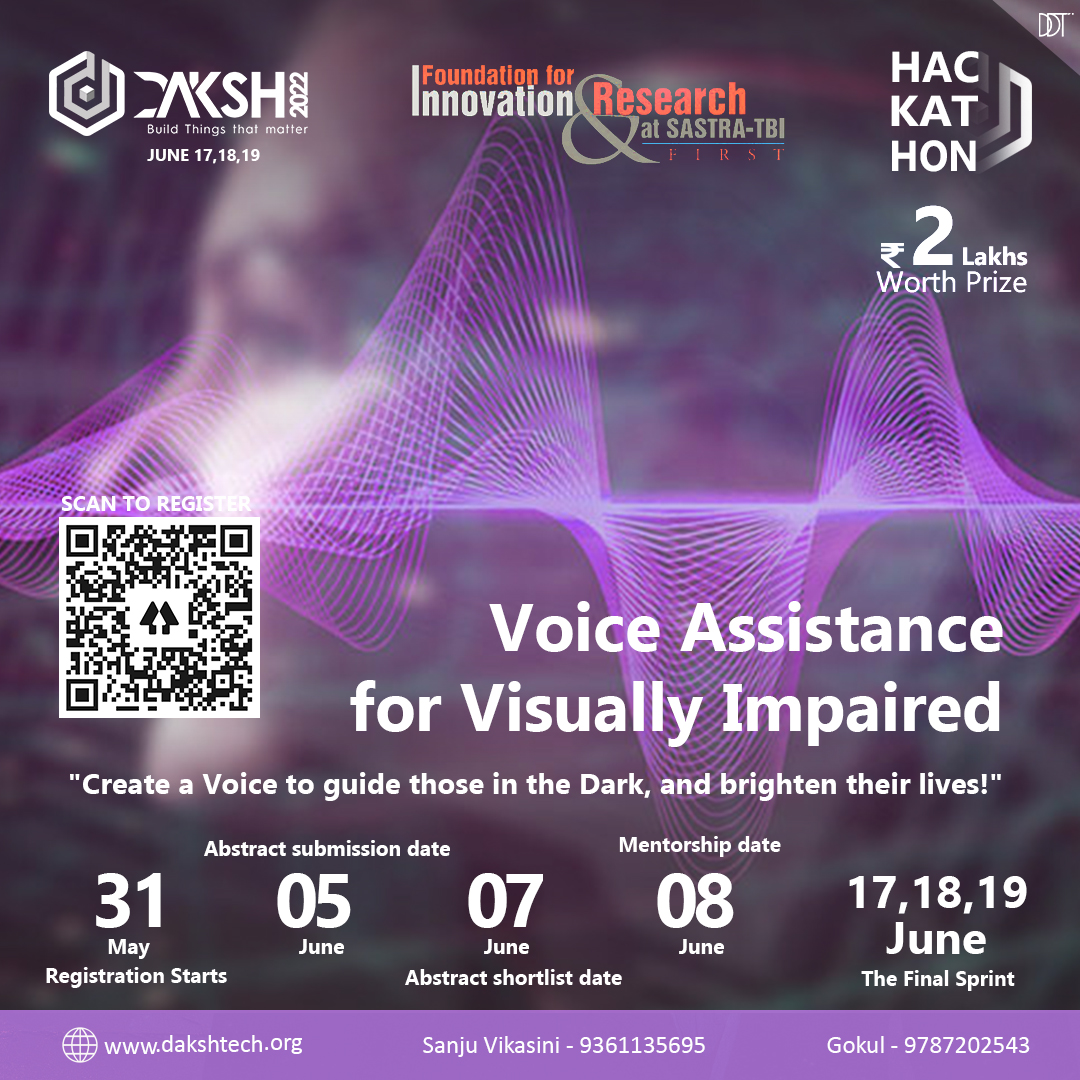 DDT
DAKSH 2022
Build Things that matter
JUNE 17,18,19
Foundation for
Innovation & Research
at SASTRA-TBI
FIRST
HAC
KAT
HON
₹ 2 Lakhs
Worth Prize
SCAN TO REGISTER
Voice Assistance
for Visually Impaired
"Create a Voice to guide those in the Dark, and brighten their lives!"
31
May
Registration Starts
Abstract submission date
05
June
07
June
Abstract shortlist date
Mentorship date
08
June
17,18,19
June
The Final Sprint
www.dakshtech.org
Sanju Vikasini - 9361135695
Gokul - 9787202543